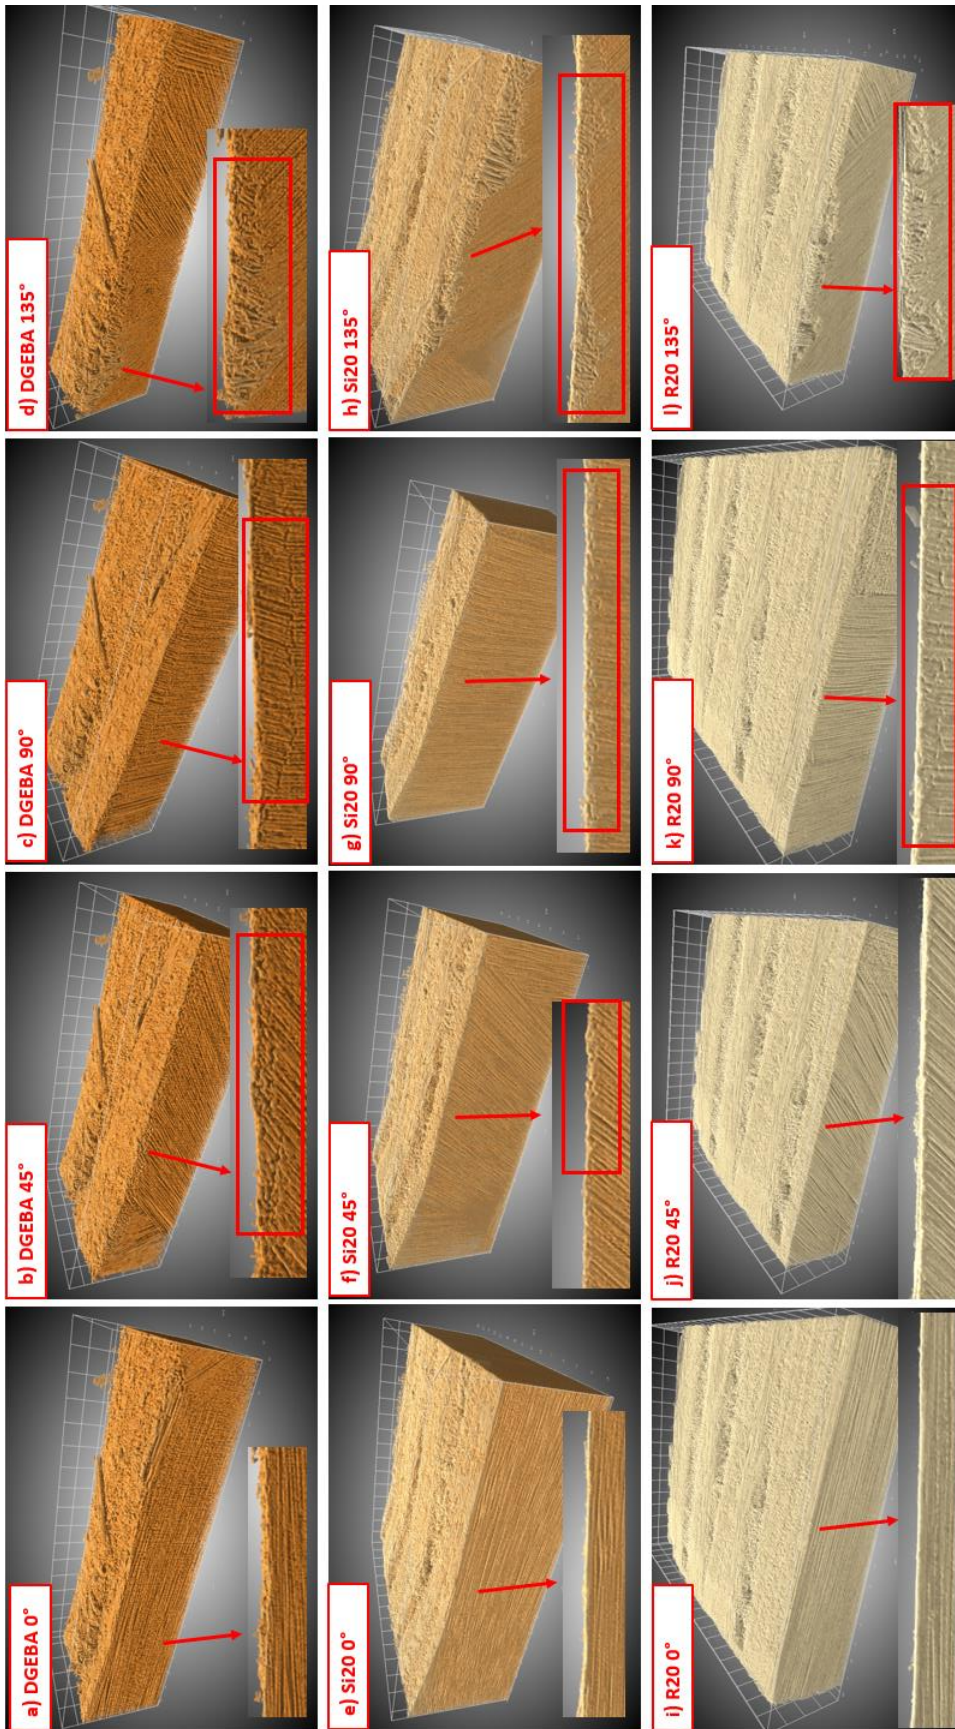 a) DGEBA 0°
b) DGEBA 45°
c) DGEBA 90°
d) DGEBA 135°
e) Si20 0°
f) Si20 45°
g) Si20 90°
h) Si20 135°
i) R20 0°
j) R20 45°
k) R20 90°
l) R20 135°